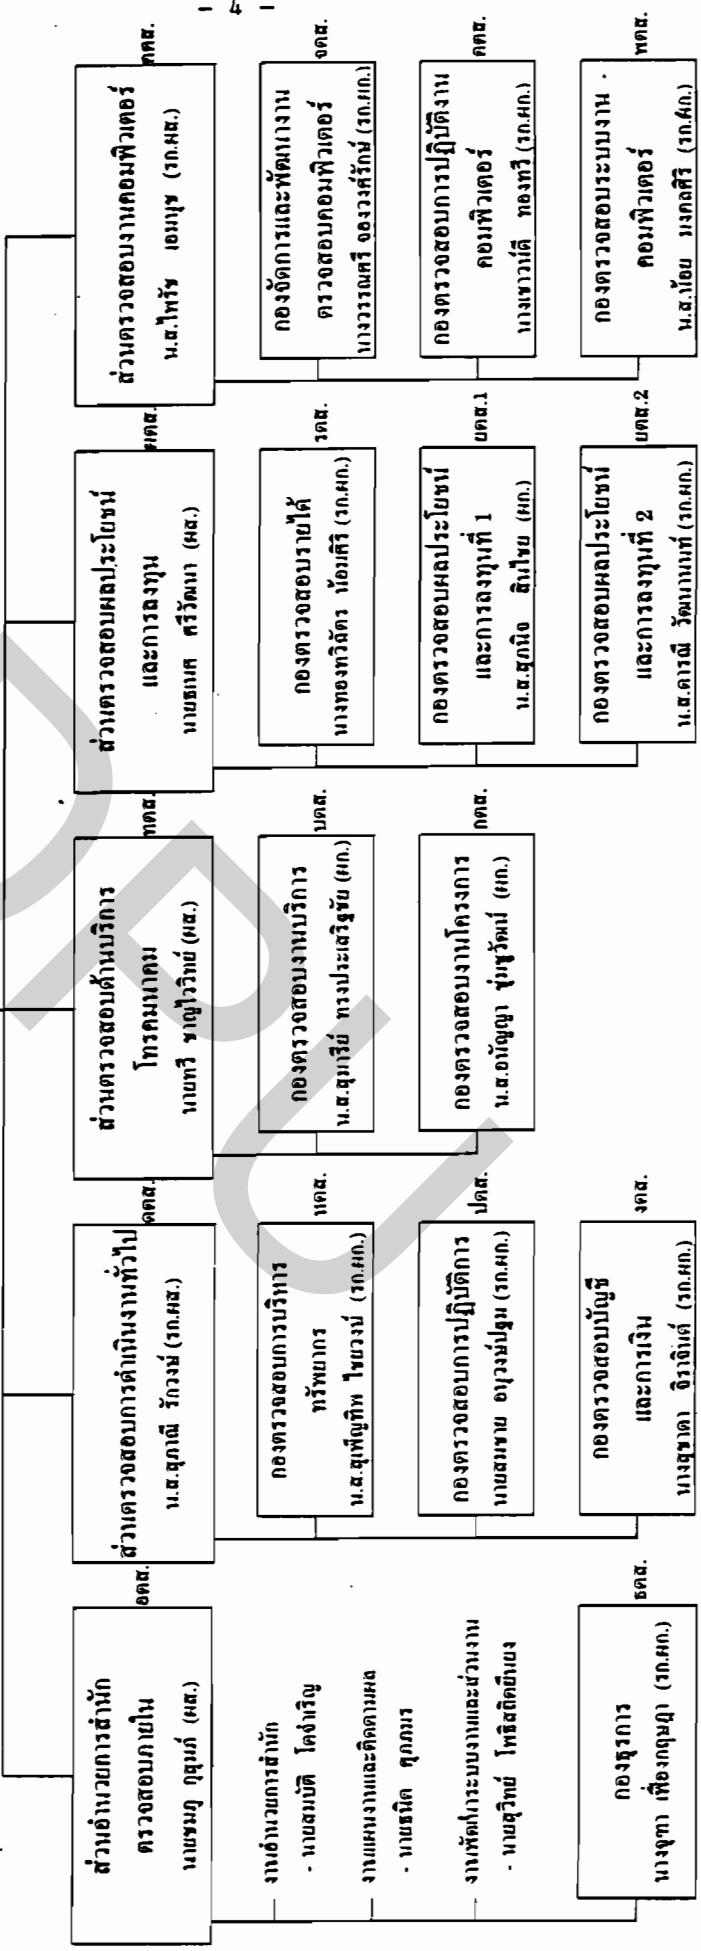 - 4 -
ส่วนอำนวยการสำนัก
ตรวจสอบภายใน
นายชมภู กุสุมภ์ (ผส.)
อตส.
งานอำนวยการสำนัก
- นายสมบัติ โตจำเริญ
งานแผนงานและติดตามผล
- นายธนิต ศุภภมร
งานพัฒนาระบบงานและส่วนงาน
- นายสุวิทย์ โพธิสถิตยืนยง
กองธุรการ
นางจุฑา เฟื่องกฤษฎา (รก.ผก.)
ธตส.
ส่วนตรวจสอบการดำเนินงานทั่วไป
น.ส.สุภาณี รักวงษ์ (รก.ผส.)
ดตส.
กองตรวจสอบการบริหาร
ทรัพยากร
น.ส.สุเพ็ญทิพ ไชยวงษ์ (รก.ผก.)
หตส.
กองตรวจสอบการปฏิบัติการ
นายสมชาย อนุวงษ์ปฐม (รก.ผก.)
ปตส.
กองตรวจสอบบัญชี
และการเงิน
นางสุชาดา จิราจินต์ (รก.ผก.)
งตส.
ส่วนตรวจสอบด้านบริการ
โทรคมนาคม
นายทวี ชาญไววิทย์ (ผส.)
ทตส.
กองตรวจสอบงานบริการ
น.ส.สุมารีย์ ทรงประเสริฐชัย (ผก.)
บตส.
กองตรวจสอบงานโครงการ
น.ส.อนัญญา ชุ่มชูวัฒน์ (ผก.)
กตส.
ส่วนตรวจสอบผลประโยชน์
และการลงทุน
นายธเนศ ศรีวัฒนา (ผส.)
ผตส.
กองตรวจสอบรายได้
นางทองทวีฉัตร น้อมศิริ (รก.ผก.)
รตส.
กองตรวจสอบผลประโยชน์
และการลงทุนที่ 1
น.ส.สุภนิจ สินไชย (ผก.)
ยตส.1
กองตรวจสอบผลประโยชน์
และการลงทุนที่ 2
น.ส.ดารณี วัฒนานนท์ (รก.ผก.)
ยตส.2
ส่วนตรวจสอบงานคอมพิวเตอร์
น.ส.ไพรัช เอมนุช (รก.ผส.)
คตส.
กองจัดการและพัฒนางาน
ตรวจสอบคอมพิวเตอร์
นางวรรณศรี จองวงศ์รักษ์ (รก.ผก.)
จตส.
กองตรวจสอบการปฏิบัติงาน
คอมพิวเตอร์
นางเชาวน์ดี ทองทวี (รก.ผก.)
ตตส.
กองตรวจสอบระบบงาน
คอมพิวเตอร์
น.ส.น้อย มงคลศิริ (รก.ผก.)
พตส.
DPU